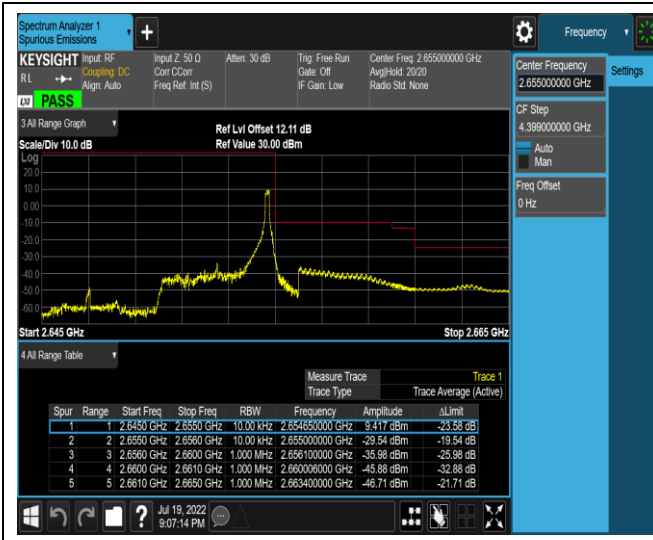 Spectrum Analyzer 1
Spurious Emissions
Frequency
KEYSIGHT
RL
LXI PASS
Input: RF
Coupling: DC
Align: Auto
Input Z: 50 Ω
Corr CCorr
Freq Ref: Int (S)
Atten: 30 dB
Trig: Free Run
Gate: Off
IF Gain: Low
Center Freq: 2.655000000 GHz
Avg|Hold: 20/20
Radio Std: None
Center Frequency
2.655000000 GHz
Settings
CF Step
4.399000000 GHz
Auto
Man
Freq Offset
0 Hz
3 All Range Graph
Scale/Div 10.0 dB
Ref Lvl Offset 12.11 dB
Ref Value 30.00 dBm
Log
20.0
10.0
0.00
-10.0
-20.0
-30.0
-40.0
-50.0
-60.0
Start 2.645 GHz
Stop 2.665 GHz
4 All Range Table
Measure Trace Trace 1
Trace Type Trace Average (Active)
Spur Range Start Freq Stop Freq RBW Frequency Amplitude ΔLimit
1 1 2.6450 GHz 2.6550 GHz 10.00 kHz 2.654650000 GHz 9.417 dBm -23.58 dB
2 2 2.6550 GHz 2.6560 GHz 10.00 kHz 2.655000000 GHz -29.54 dBm -19.54 dB
3 3 2.6560 GHz 2.6600 GHz 1.000 MHz 2.656100000 GHz -35.98 dBm -25.98 dB
4 4 2.6600 GHz 2.6610 GHz 1.000 MHz 2.660006000 GHz -45.88 dBm -32.88 dB
5 5 2.6610 GHz 2.6650 GHz 1.000 MHz 2.663400000 GHz -46.71 dBm -21.71 dB
Jul 19, 2022
9:07:14 PM